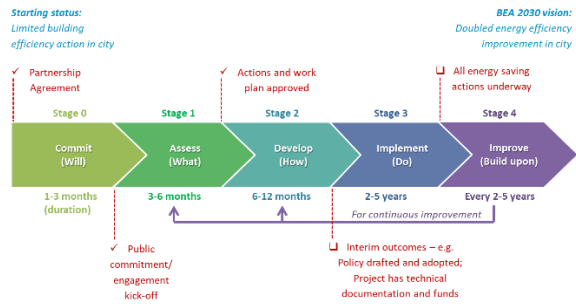 Starting status:
Limited building
efficiency action in city
BEA 2030 vision:
Doubled energy efficiency
improvement in city
✓ Partnership
Agreement
✓ Actions and work
plan approved
❑ All energy saving
actions underway
Stage 0
Stage 1
Stage 2
Stage 3
Stage 4
Commit
(Will)
Assess
(What)
Develop
(How)
Implement
(Do)
Improve
(Build upon)
1-3 months
(duration)
3-6 months
6-12 months
2-5 years
Every 2-5 years
For continuous improvement
✓ Public
commitment/
engagement
kick-off
❑ Interim outcomes – e.g.
Policy drafted and adopted;
Project has technical
documentation and funds